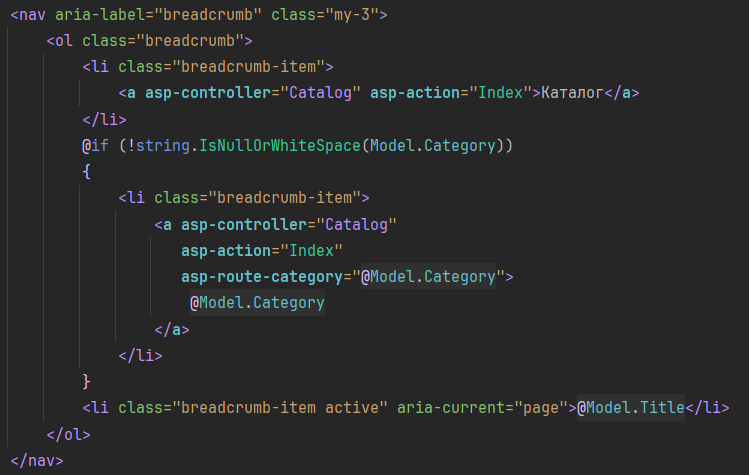 <nav aria-label="breadcrumb" class="my-3">
    <ol class="breadcrumb">
        <li class="breadcrumb-item">
            <a asp-controller="Catalog" asp-action="Index">Каталог</a>
        </li>
        @if (!string.IsNullOrWhiteSpace(Model.Category))
        {
            <li class="breadcrumb-item">
                <a asp-controller="Catalog"
                   asp-action="Index"
                   asp-route-category="@Model.Category">
                    @Model.Category
                </a>
            </li>
        }
        <li class="breadcrumb-item active" aria-current="page">@Model.Title</li>
    </ol>
</nav>